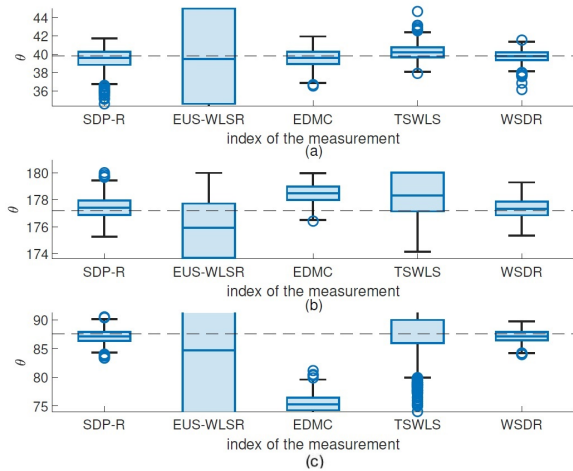 44
42
40
38
36
θ
SDP-R EUS-WLSR EDMC TSWLS WSDR
index of the measurement
(a)
180
178
176
174
θ
SDP-R EUS-WLSR EDMC TSWLS WSDR
index of the measurement
(b)
90
85
80
75
θ
SDP-R EUS-WLSR EDMC TSWLS WSDR
index of the measurement
(c)